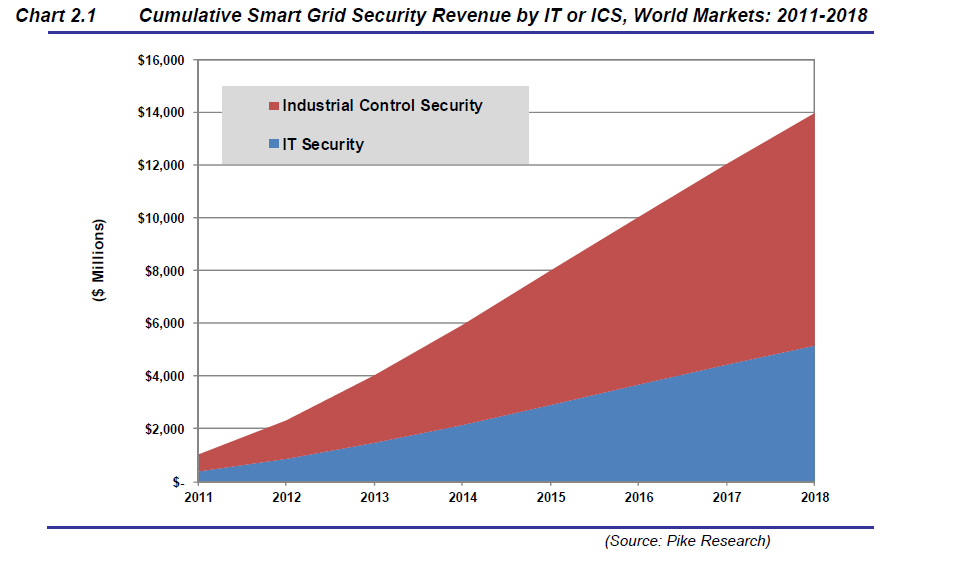 Chart 2.1 Cumulative Smart Grid Security Revenue by IT or ICS, World Markets: 2011-2018
$16,000
Industrial Control Security
$14,000
IT Security
$12,000
$10,000
($ Millions)
$8,000
$6,000
$4,000
$2,000
$-
2011 2012 2013 2014 2015 2016 2017 2018
(Source: Pike Research)